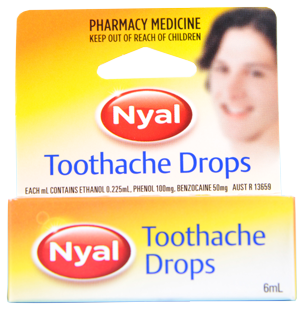 PHARMACY MEDICINE
KEEP OUT OF REACH OF CHILDREN
Nyal
Toothache Drops
EACH mL CONTAINS ETHANOL 0.225mL, PHENOL 100mg, BENZOCAINE 50mg AUST R 13659
Nyal
Toothache
Drops
6mL